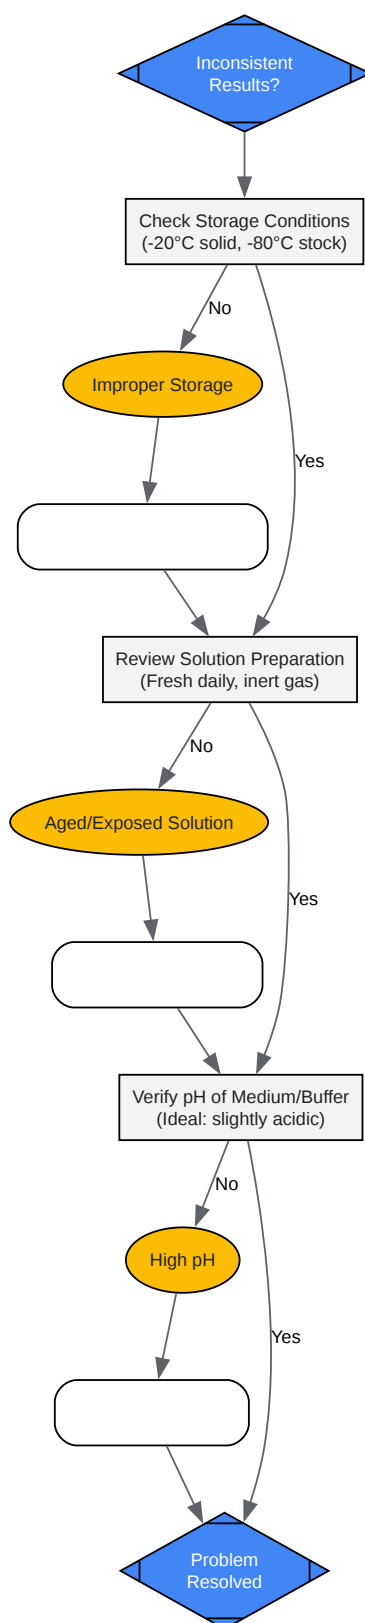 Inconsistent
Results?
Check Storage Conditions
(-20°C solid, -80°C stock)
No
Improper Storage
Yes
Review Solution Preparation
(Fresh daily, inert gas)
No
Aged/Exposed Solution
Yes
Verify pH of Medium/Buffer
(Ideal: slightly acidic)
No
High pH
Yes
Problem
Resolved